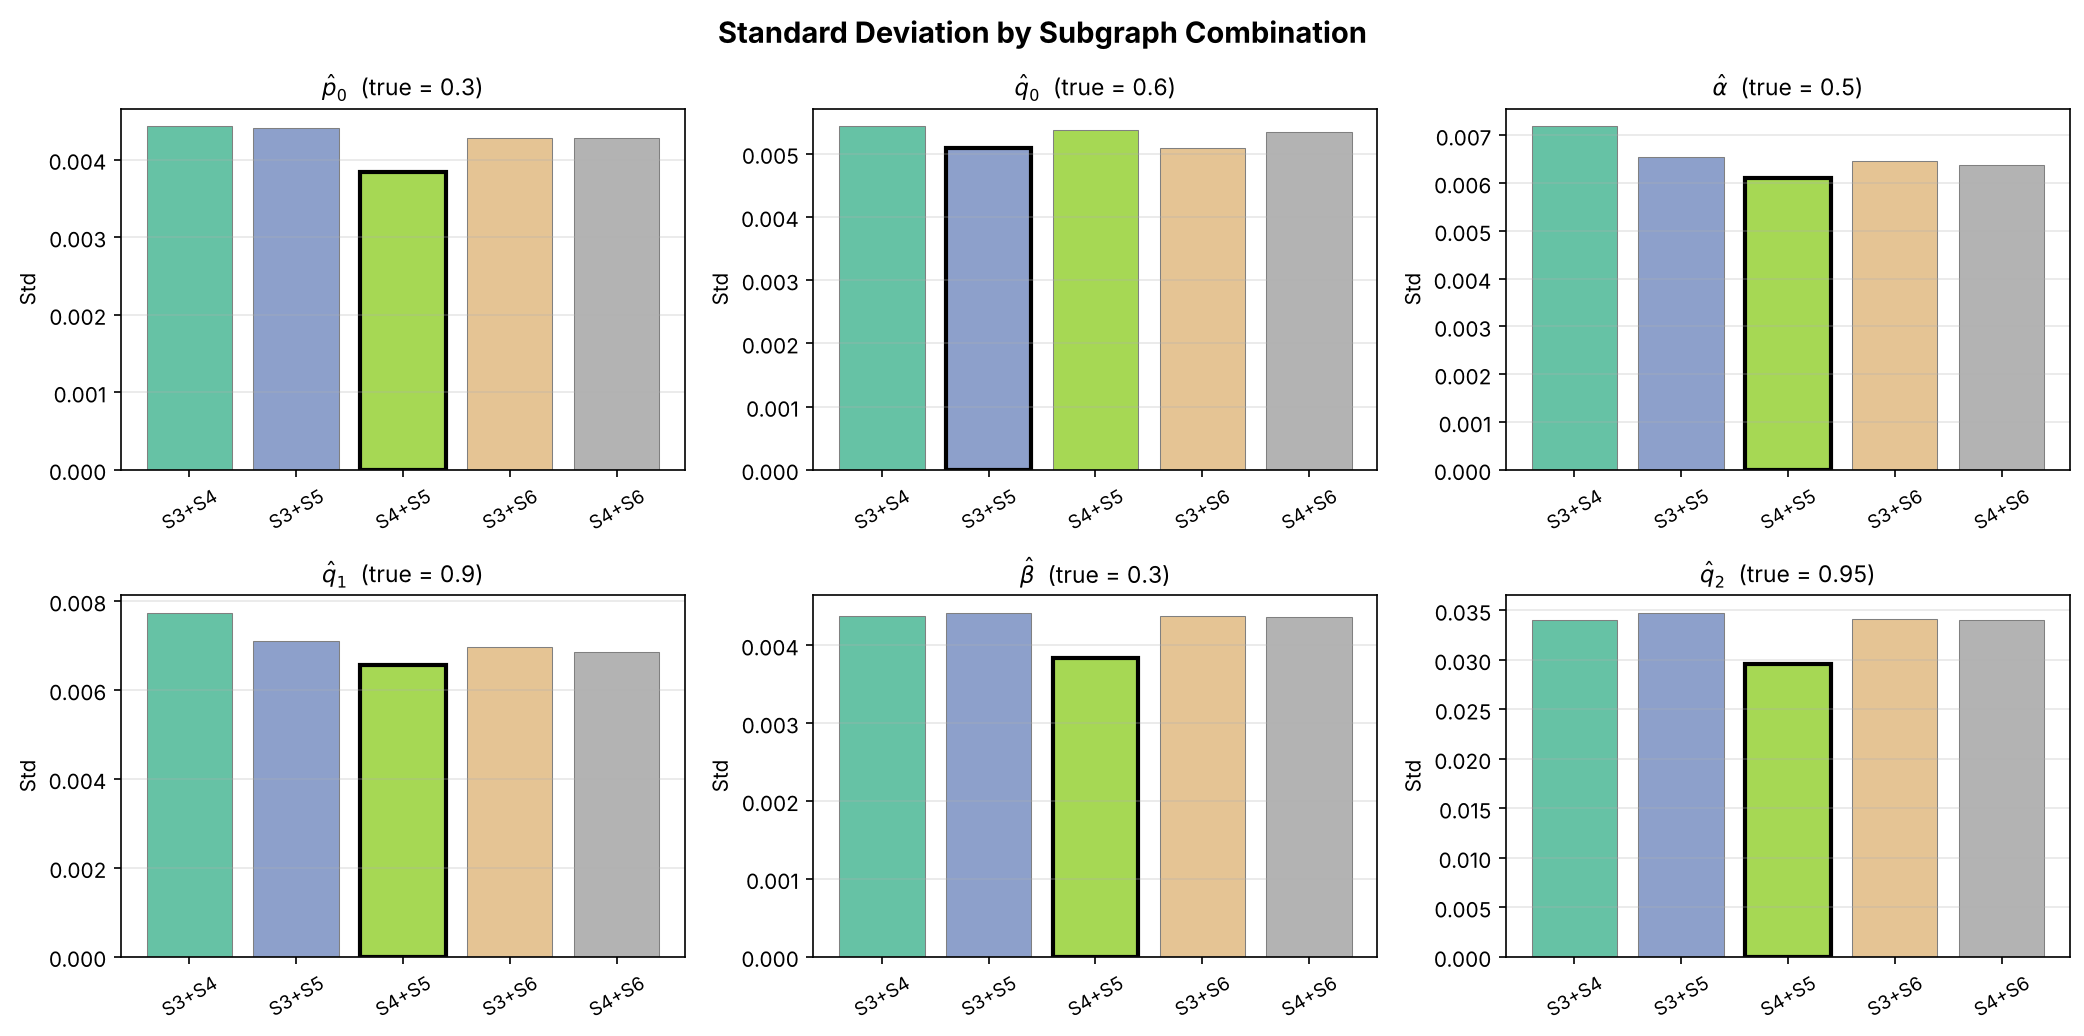 Standard Deviation by Subgraph Combination
p̂₀ (true = 0.3)
Std
0.004
0.003
0.002
0.001
0.000
S3+S4 S3+S5 S4+S5 S3+S6 S4+S6
q̂₀ (true = 0.6)
Std
0.005
0.004
0.003
0.002
0.001
0.000
S3+S4 S3+S5 S4+S5 S3+S6 S4+S6
α̂ (true = 0.5)
Std
0.007
0.006
0.005
0.004
0.003
0.002
0.001
0.000
S3+S4 S3+S5 S4+S5 S3+S6 S4+S6
q̂₁ (true = 0.9)
Std
0.008
0.006
0.004
0.002
0.000
S3+S4 S3+S5 S4+S5 S3+S6 S4+S6
β̂ (true = 0.3)
Std
0.004
0.003
0.002
0.001
0.000
S3+S4 S3+S5 S4+S5 S3+S6 S4+S6
q̂₂ (true = 0.95)
Std
0.035
0.030
0.025
0.020
0.015
0.010
0.005
0.000
S3+S4 S3+S5 S4+S5 S3+S6 S4+S6